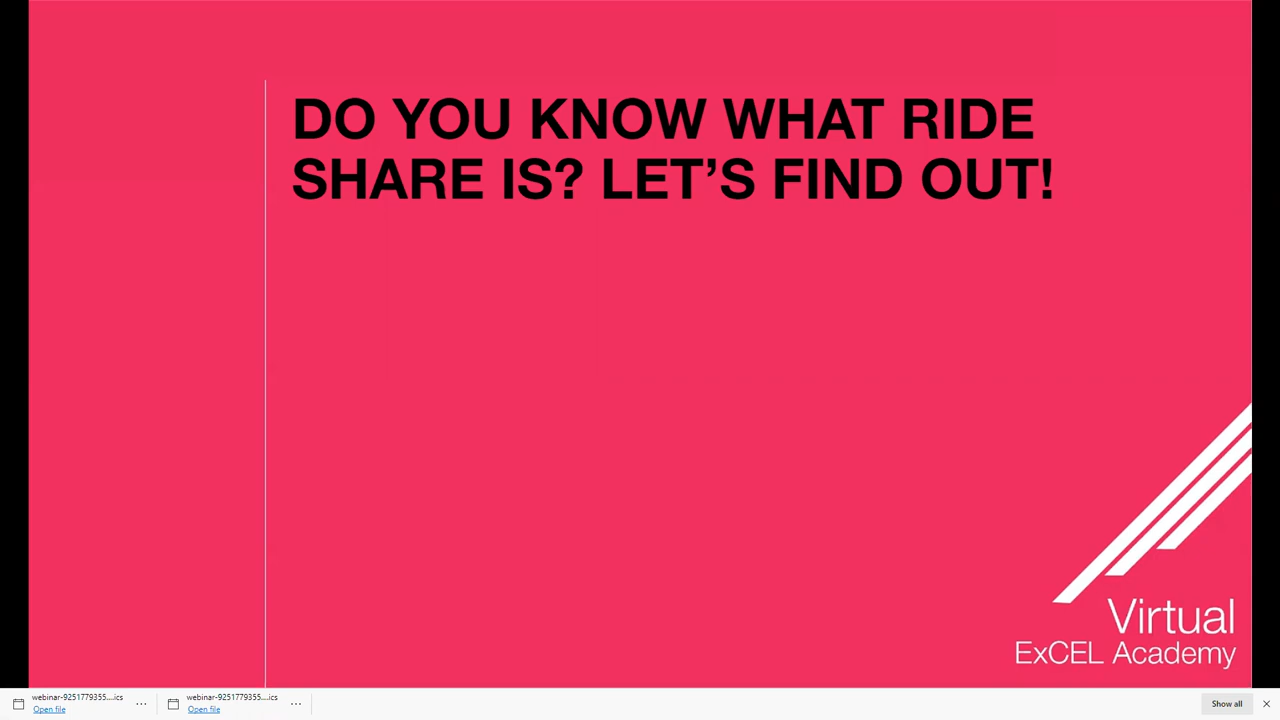 DO YOU KNOW WHAT RIDE
SHARE IS? LET’S FIND OUT!
Virtual
ExCEL Academy
webinar-9251779355....ics
Open file
webinar-9251779355....ics
Open file
Show all